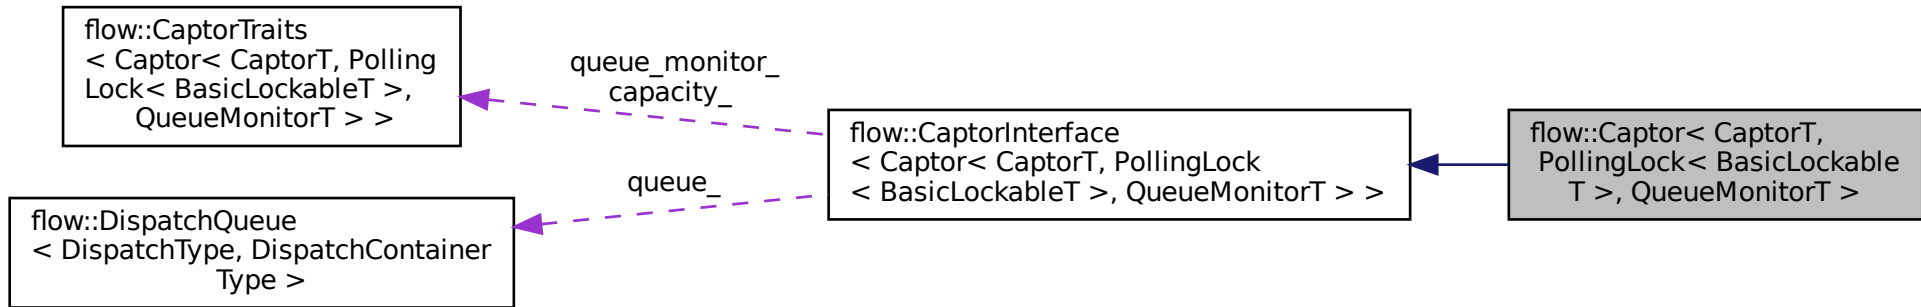 flow::CaptorTraits
< Captor< CaptorT, Polling
Lock< BasicLockableT >,
QueueMonitorT > >
queue_monitor_
capacity_
flow::DispatchQueue
< DispatchType, DispatchContainer
Type >
queue_
flow::CaptorInterface
< Captor< CaptorT, PollingLock
< BasicLockableT >, QueueMonitorT > >
flow::Captor< CaptorT,
PollingLock< BasicLockable
T >, QueueMonitorT >